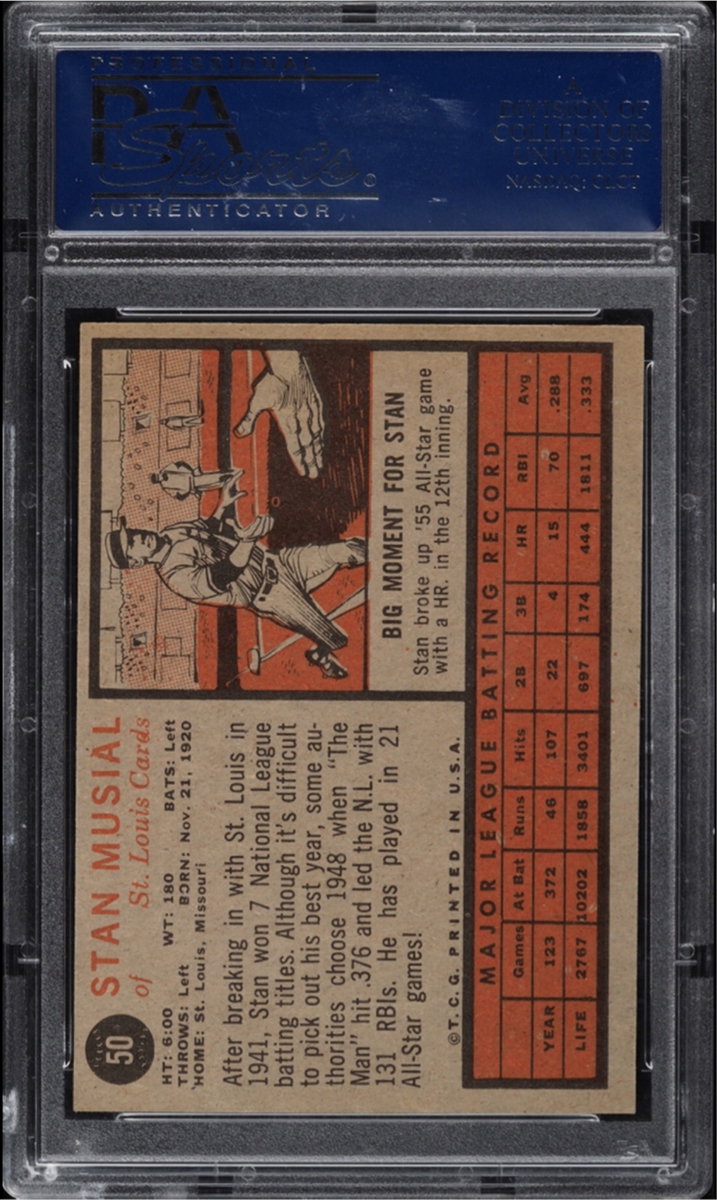 PROFESSIONAL
PSA
Sports
AUTHENTICATOR
A
DIVISION OF
COLLECTORS
UNIVERSE
NASDAQ: CLCT
50
STAN MUSIAL
of St. Louis Cards
HT: 6:00 WT: 180 BATS: Left
THROWS: Left BORN: Nov. 21, 1920
HOME: St. Louis, Missouri
After breaking in with St. Louis in
1941, Stan won 7 National League
batting titles. Although it's difficult
to pick out his best year, some au-
thorities choose 1948 when "The
Man" hit .376 and led the N.L. with
131 RBIs. He has played in 21
All-Star games!
BIG MOMENT FOR STAN
Stan broke up '55 All-Star game
with a HR. in the 12th inning.
©T.C.G. PRINTED IN U.S.A.
MAJOR LEAGUE BATTING RECORD
Games At Bat Runs Hits 2B 3B HR RBI Avg
YEAR 123 372 46 107 22 4 15 70 .288
LIFE 2767 10202 1858 3401 697 174 444 1811 .333